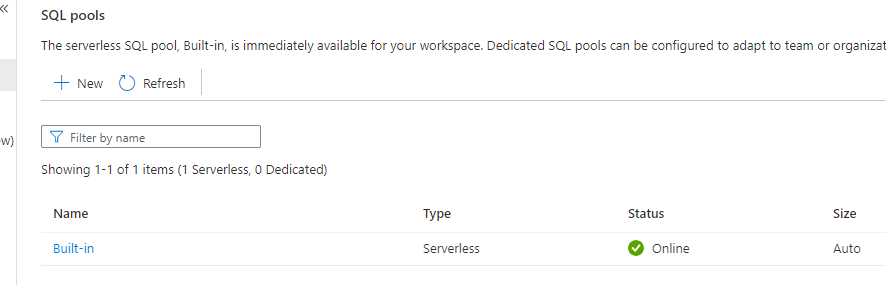 SQL pools
The serverless SQL pool, Built-in, is immediately available for your workspace. Dedicated SQL pools can be configured to adapt to team or organizat
New Refresh
w)
Filter by name
Showing 1-1 of 1 items (1 Serverless, 0 Dedicated)
Name Type Status Size
Built-in Serverless Online Auto